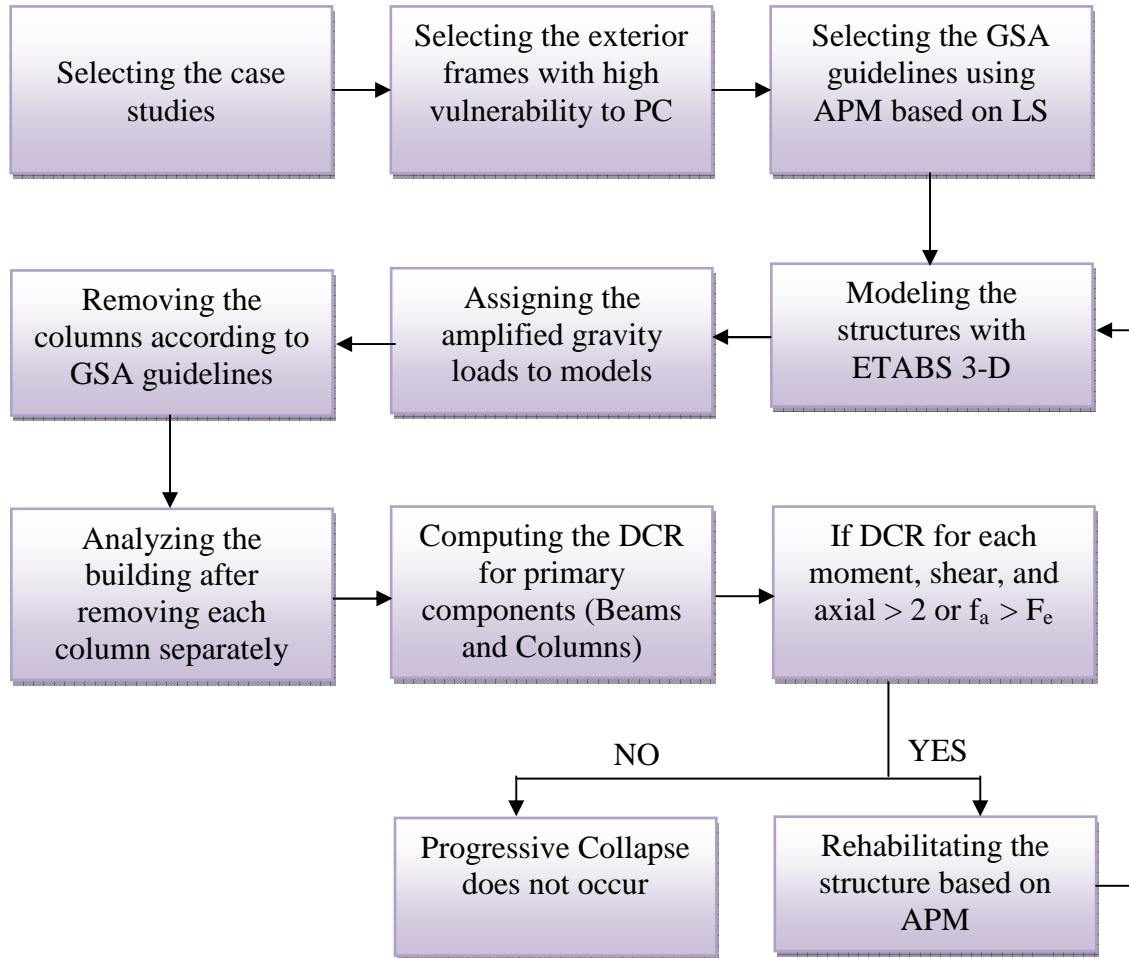 Selecting the case
studies
Selecting the exterior
frames with high
vulnerability to PC
Selecting the GSA
guidelines using
APM based on LS
Removing the
columns according to
GSA guidelines
Assigning the
amplified gravity
loads to models
Modeling the
structures with
ETABS 3-D
Analyzing the
building after
removing each
column separately
Computing the DCR
for primary
components (Beams
and Columns)
If DCR for each
moment, shear, and
axial > 2 or fₐ > Fₑ
NO
YES
Progressive Collapse
does not occur
Rehabilitating the
structure based on
APM